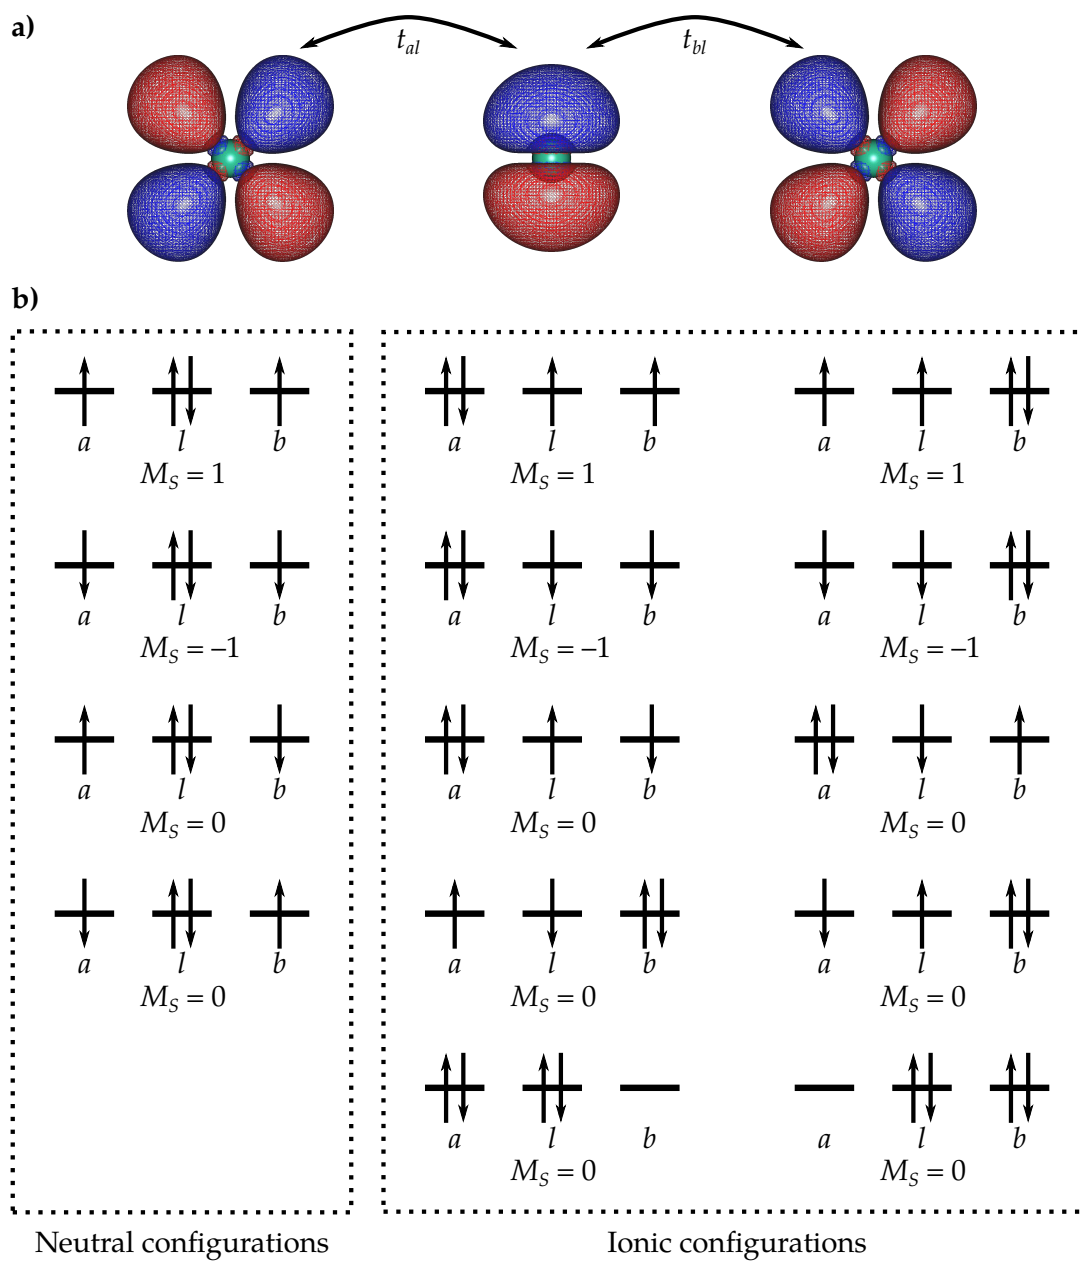 a)
t_al t_bl
b)
a l b a l b a l b
M_S = 1 M_S = 1 M_S = 1
a l b a l b a l b
M_S = –1 M_S = –1 M_S = –1
a l b a l b a l b
M_S = 0 M_S = 0 M_S = 0
a l b a l b a l b
M_S = 0 M_S = 0 M_S = 0
a l b a l b
M_S = 0 M_S = 0
Neutral configurations Ionic configurations